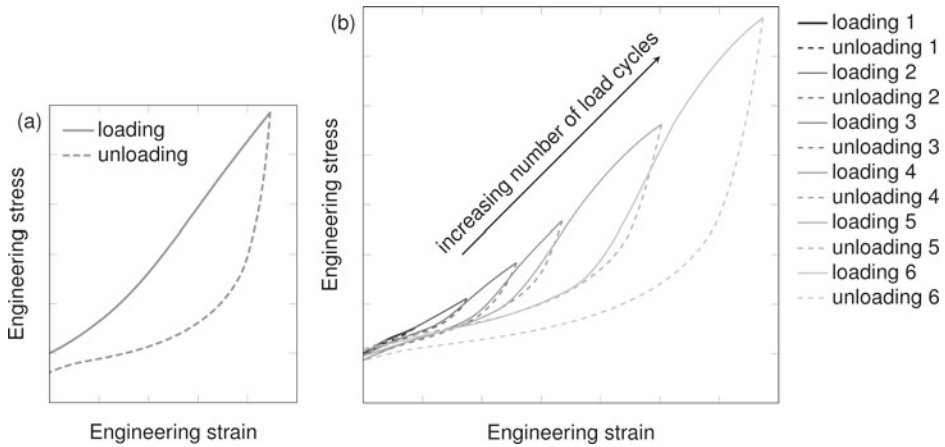 (a)
loading
unloading
Engineering stress
Engineering strain
(b)
increasing number of load cycles
Engineering stress
Engineering strain
loading 1
unloading 1
loading 2
unloading 2
loading 3
unloading 3
loading 4
unloading 4
loading 5
unloading 5
loading 6
unloading 6